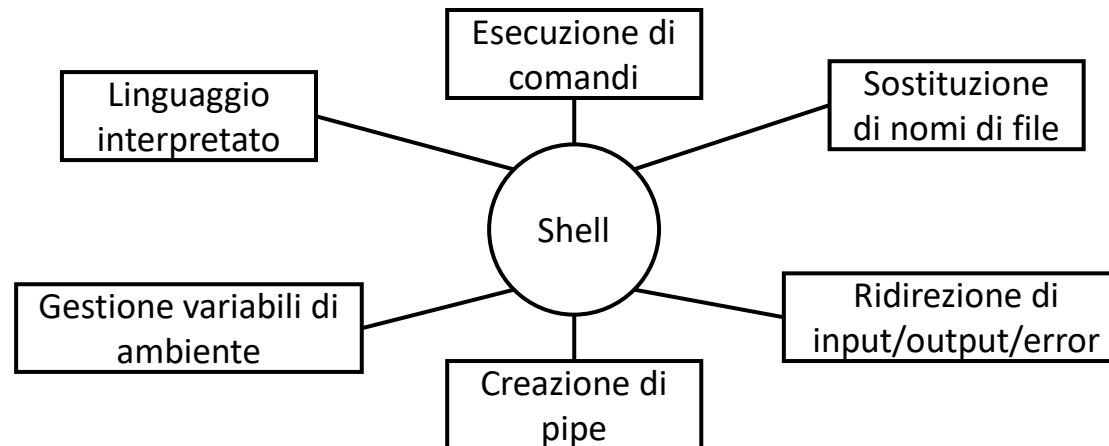 Esecuzione di
comandi
Linguaggio
interpretato
Sostituzione
di nomi di file
Shell
Gestione variabili di
ambiente
Ridirezione di
input/output/error
Creazione di
pipe